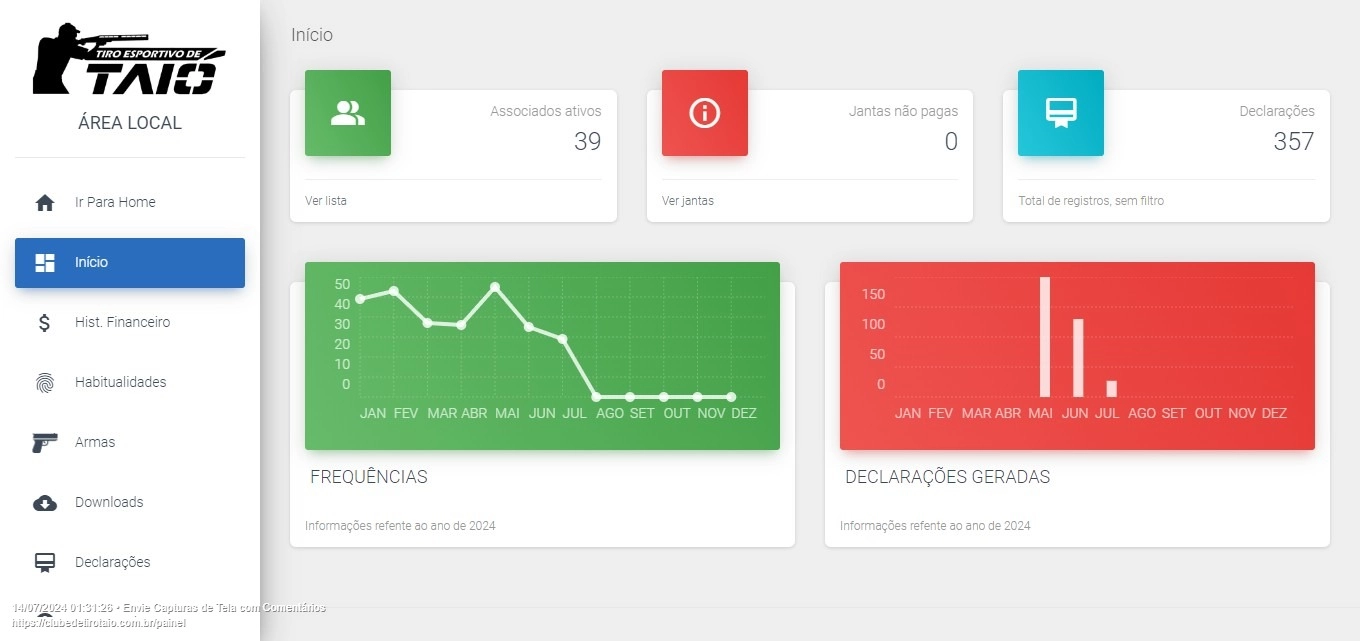 TIRO ESPORTIVO DE
TAIÓ
ÁREA LOCAL
Ir Para Home
Início
Hist. Financeiro
Habitualidades
Armas
Downloads
Declarações
14/07/2024 01:31:26 • Envie Capturas de Tela com Comentários
https://clubedetirotaio.com.br/painel
Início
Associados ativos
39
Ver lista
Jantas não pagas
0
Ver jantas
Declarações
357
Total de registros, sem filtro
50
40
30
20
10
0
JAN FEV MAR ABR MAI JUN JUL AGO SET OUT NOV DEZ
FREQUÊNCIAS
Informações refente ao ano de 2024
150
100
50
0
JAN FEV MAR ABR MAI JUN JUL AGO SET OUT NOV DEZ
DECLARAÇÕES GERADAS
Informações refente ao ano de 2024